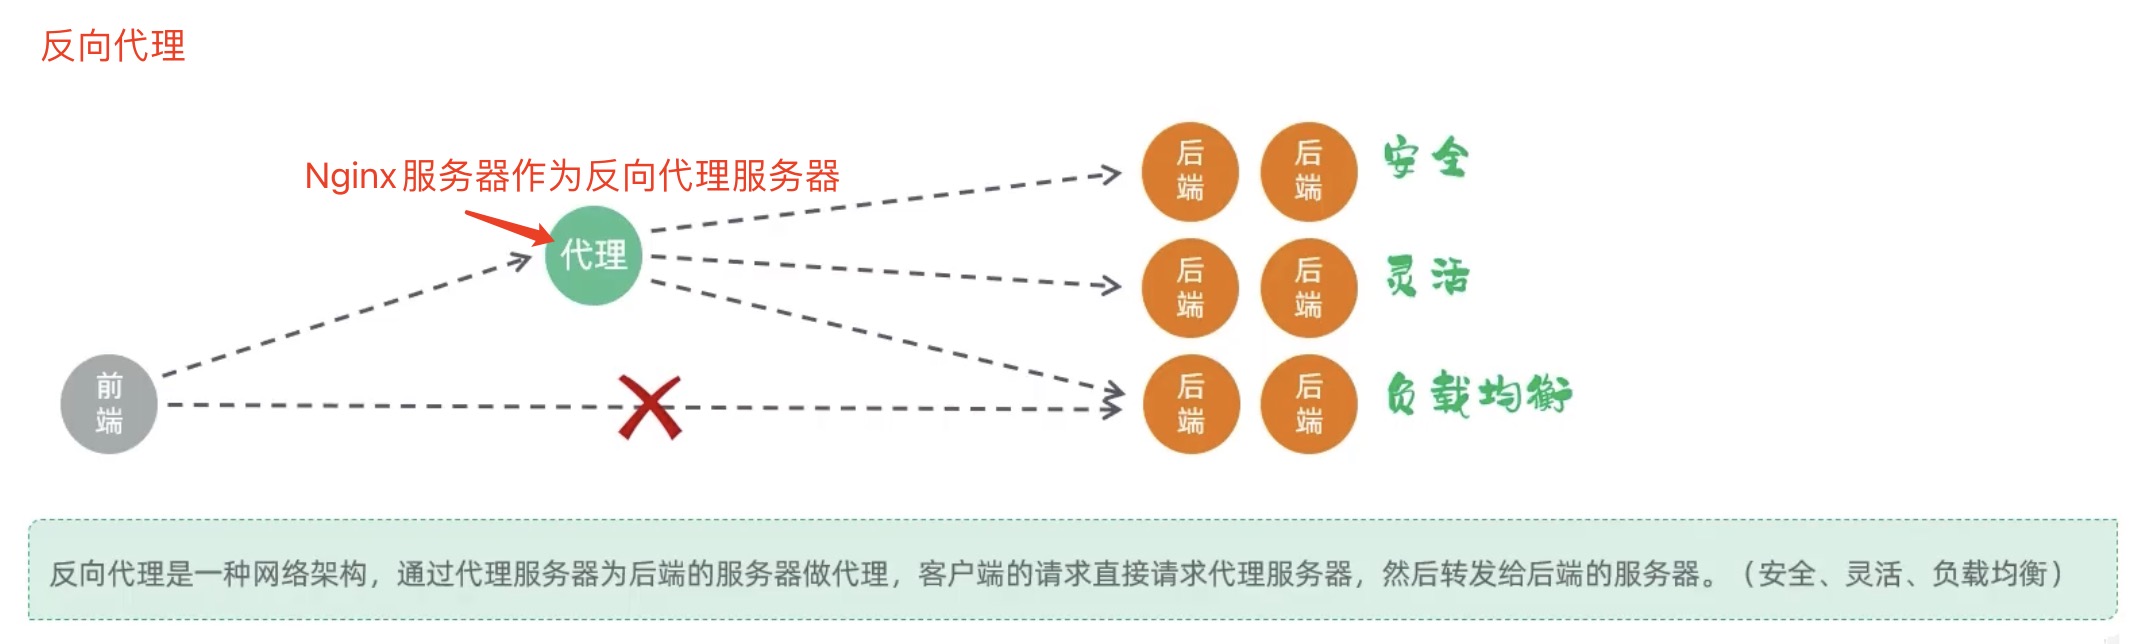 反向代理
Nginx服务器作为反向代理服务器
代理
前端
后端
后端
安全
后端
后端
灵活
后端
后端
负载均衡
反向代理是一种网络架构，通过代理服务器为后端的服务器做代理，客户端的请求直接请求代理服务器，然后转发给后端的服务器。（安全、灵活、负载均衡）